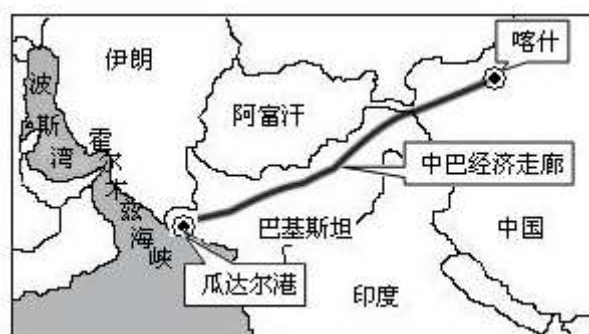 喀什
伊朗
波斯湾
阿富汗
霍尔木兹海峡
中巴经济走廊
巴基斯坦
中国
瓜达尔港
印度